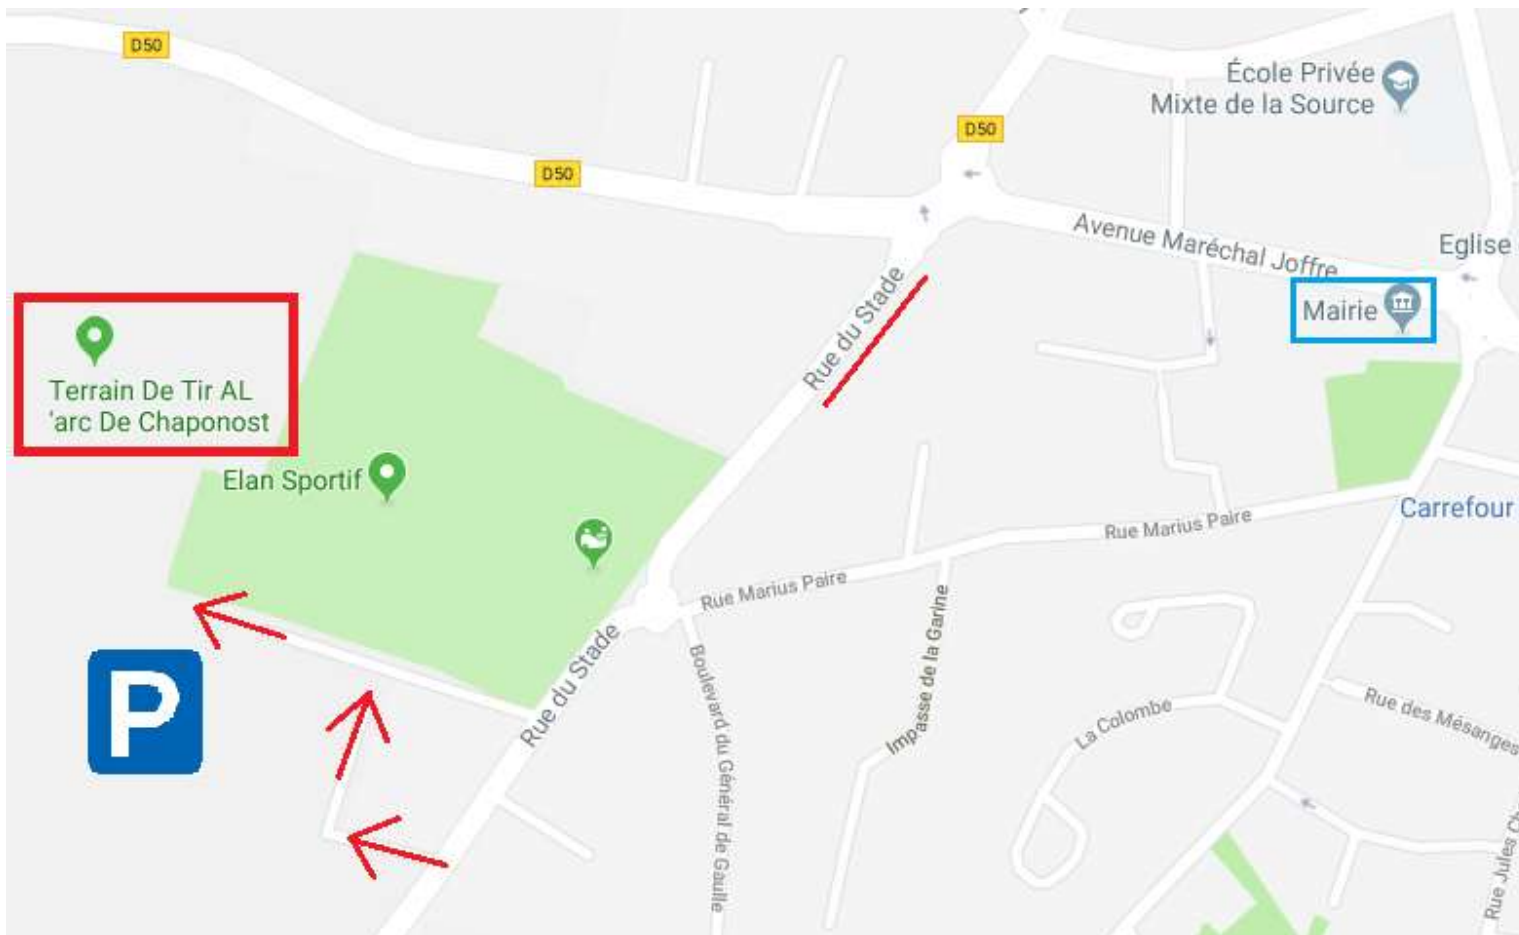 D50
École Privée
Mixte de la Source
D50
D50
Avenue Maréchal Joffre
Eglise
Rue du Stade
Mairie
Terrain De Tir AL
'arc De Chaponost
Elan Sportif
Carrefour
Rue Marius Paire
Rue Marius Paire
Impasse de la Garine
Rue du Stade
Boulevard du Général de Gaulle
La Colombe
Rue des Mésanges
P
Rue Jules